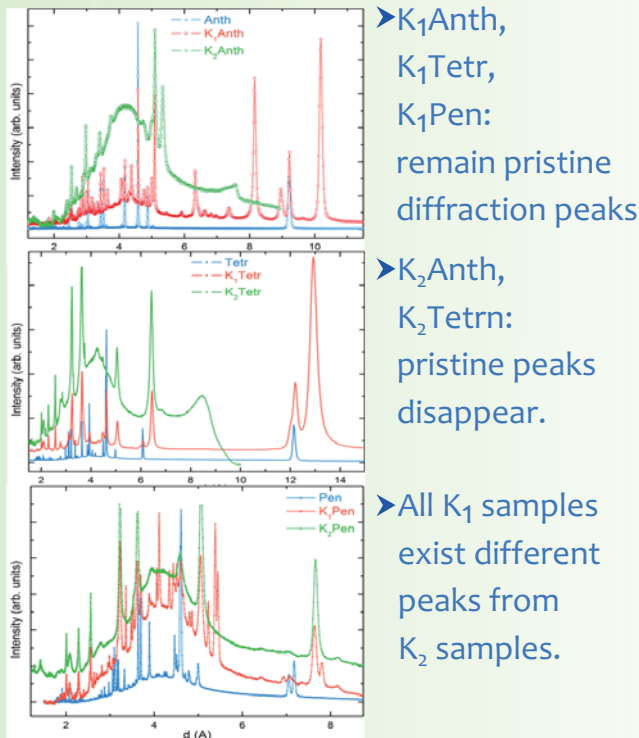 Anth
K₁Anth
K₂Anth
Intensity (arb. units)
2 4 6 8 10
Tetr
K₁Tetr
K₂Tetr
Intensity (arb. units)
2 4 6 8 10 12 14
Pen
K₁Pen
K₂Pen
Intensity (arb. units)
2 4 6 8
d (A)
➤K₁Anth,
K₁Tetr,
K₁Pen:
remain pristine
diffraction peaks
➤K₂Anth,
K₂Tetrn:
pristine peaks
disappear.
➤All K₁ samples
exist different
peaks from
K₂ samples.